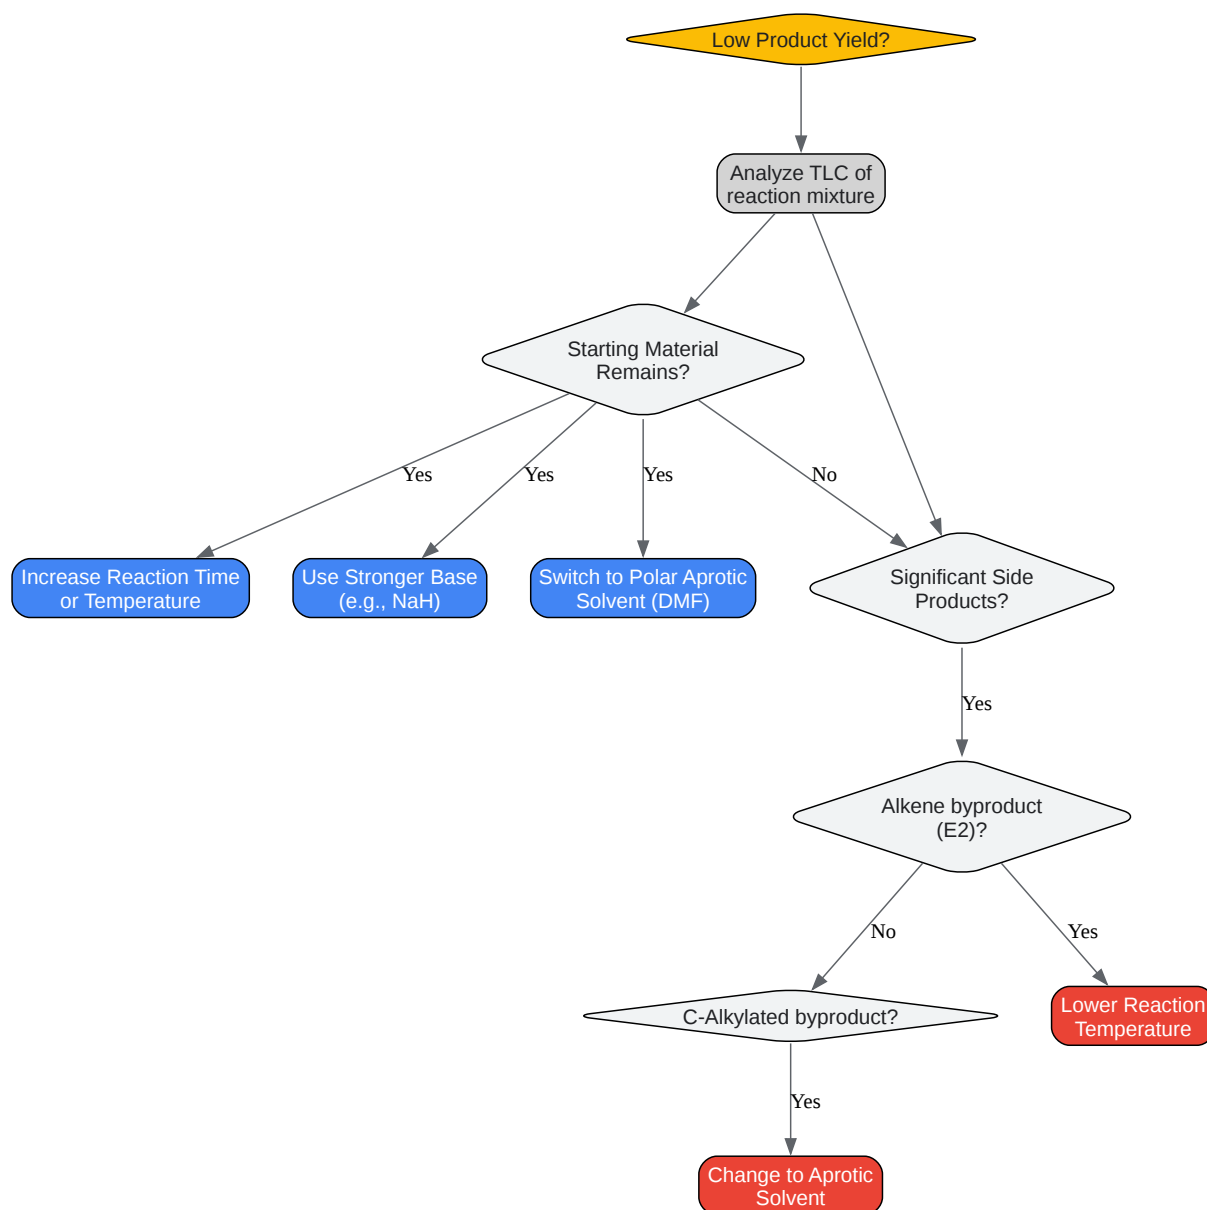 Low Product Yield?
Analyze TLC of
reaction mixture
Starting Material
Remains?
Yes
Yes
Yes
No
Increase Reaction Time
or Temperature
Use Stronger Base
(e.g., NaH)
Switch to Polar Aprotic
Solvent (DMF)
Significant Side
Products?
Yes
Alkene byproduct
(E2)?
No
Yes
C-Alkylated byproduct?
Lower Reaction
Temperature
Yes
Change to Aprotic
Solvent